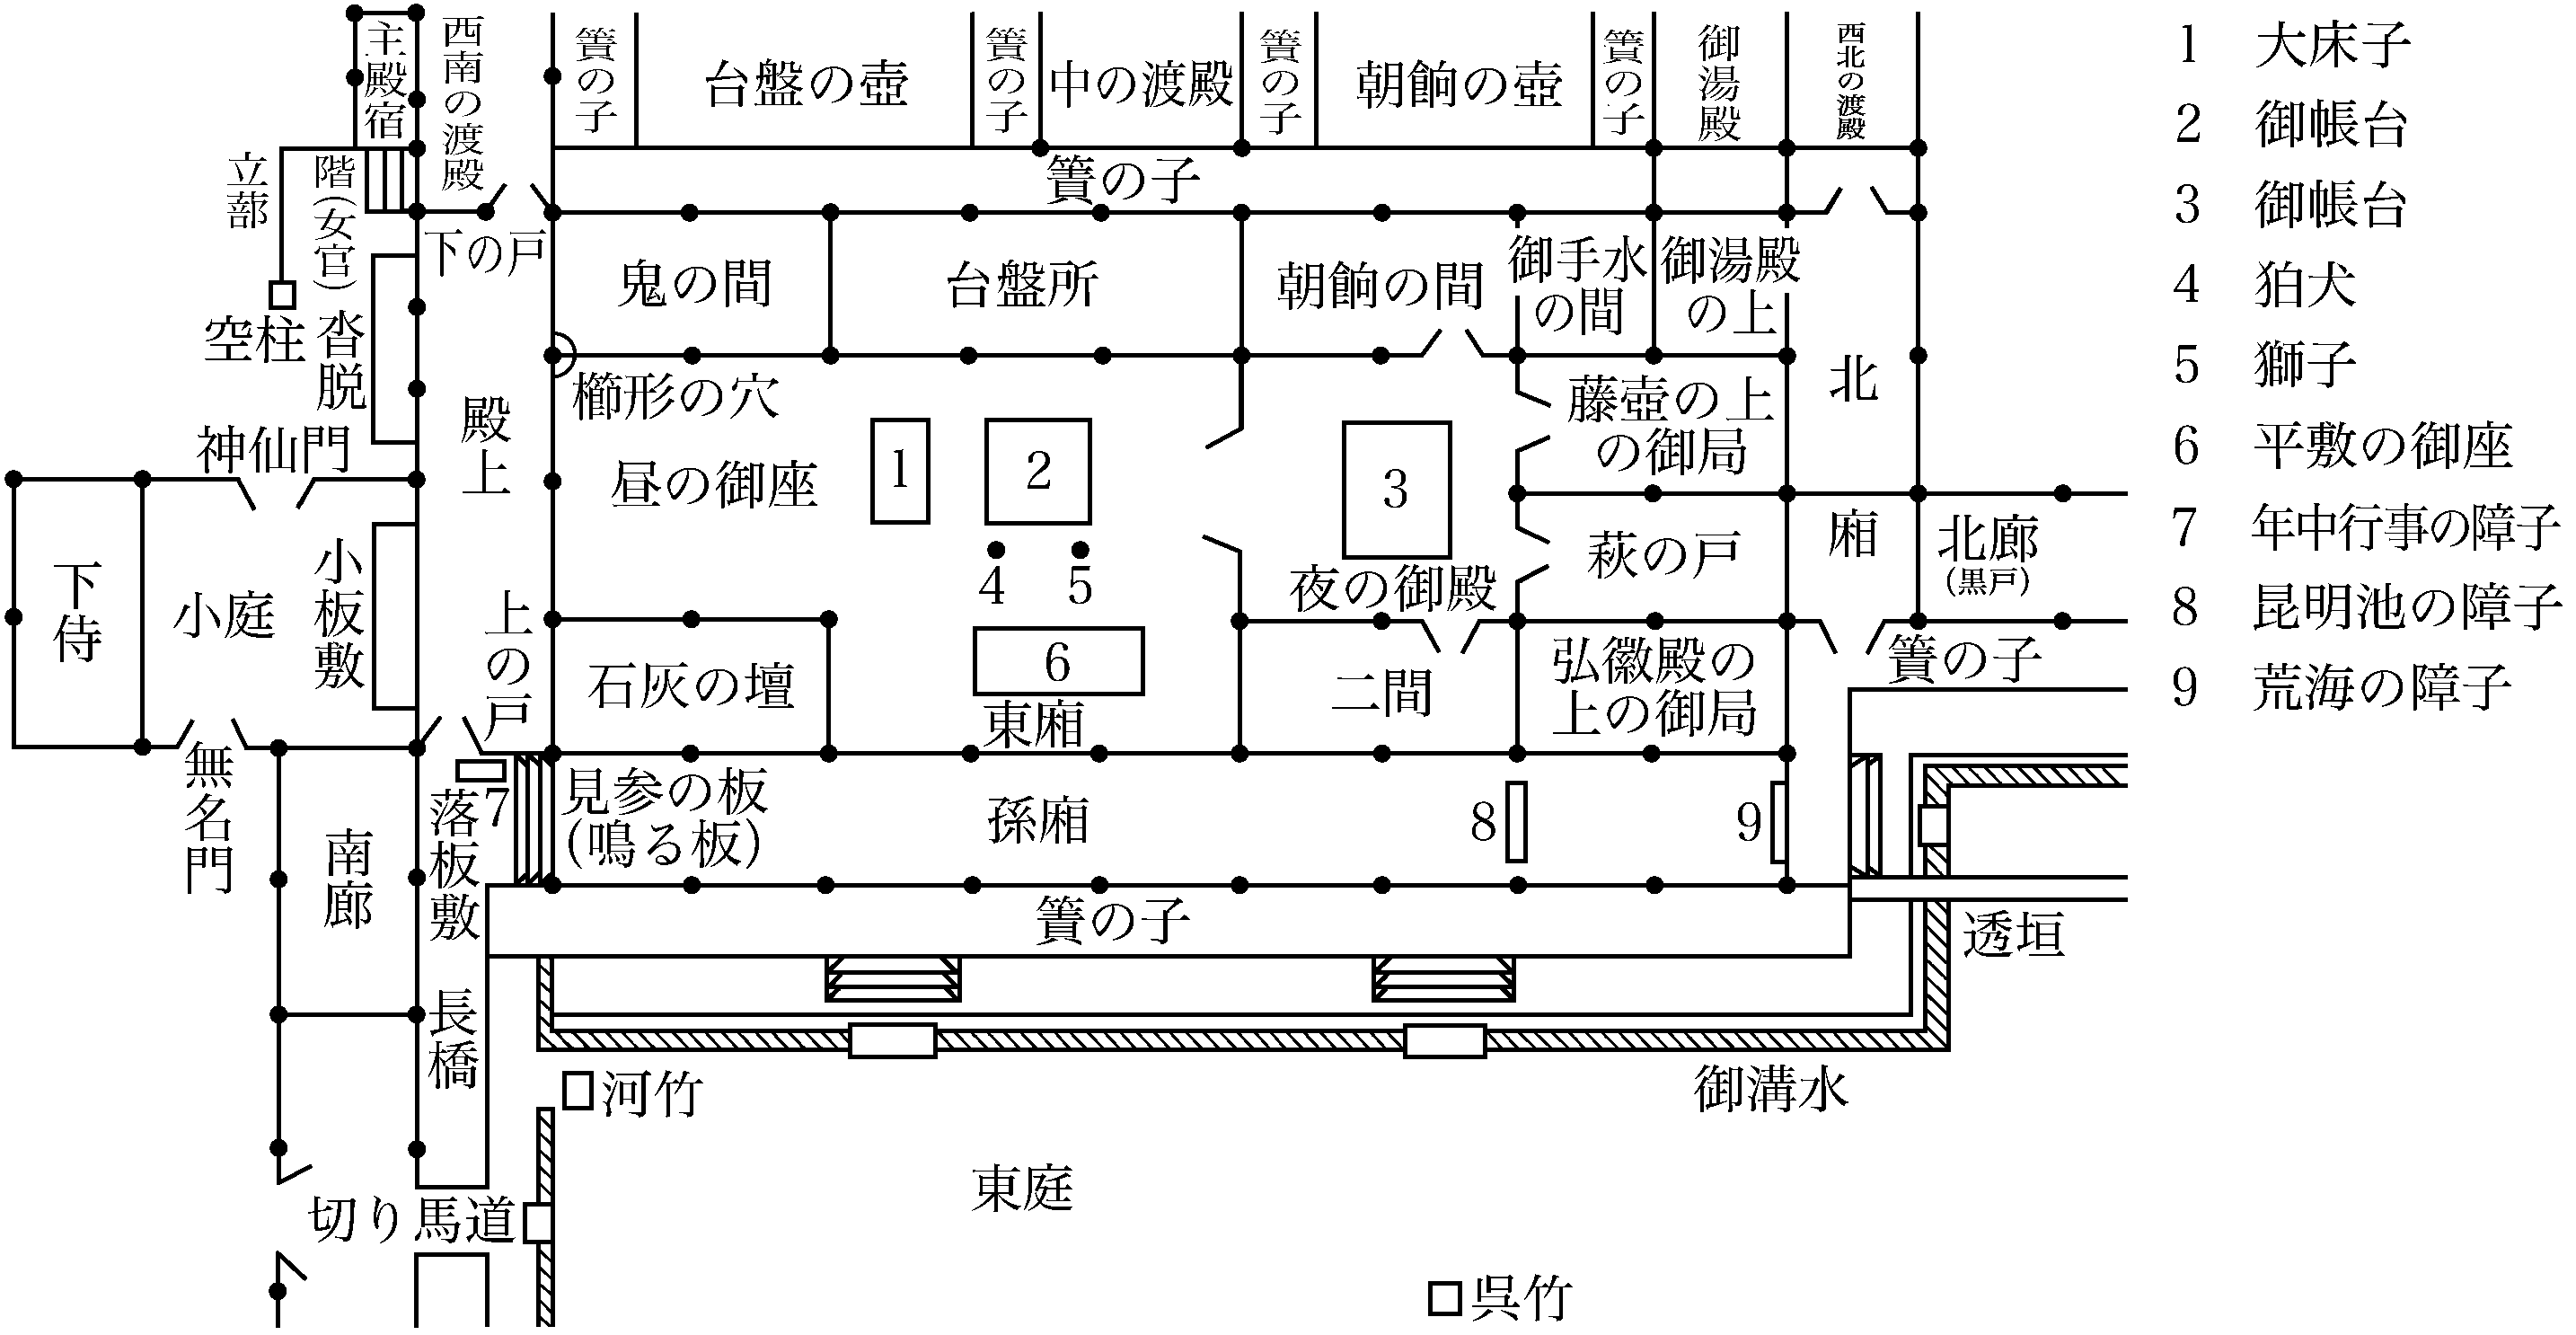 主殿宿
西南の渡殿
簀の子
台盤の壺
簀の子
中の渡殿
簀の子
朝餉の壺
簀の子
御湯殿
西北の渡殿
立蔀
階(女官)
簀の子
下の戸
鬼の間
台盤所
朝餉の間
御手水
の間
御湯殿
の上
空柱
沓脱
櫛形の穴
殿上
昼の御座
1
2
3
4
5
夜の御殿
藤壺の上
の御局
萩の戸
北
廂
北廊
(黒戸)
神仙門
下侍
小庭
小板敷
上の戸
石灰の壇
6
東廂
二間
弘徽殿の
上の御局
簀の子
無名門
南廊
落板敷
7
見参の板
(鳴る板)
孫廂
8
9
簀の子
透垣
長橋
河竹
御溝水
切り馬道
東庭
呉竹
1 大床子
2 御帳台
3 御帳台
4 狛犬
5 獅子
6 平敷の御座
7 年中行事の障子
8 昆明池の障子
9 荒海の障子